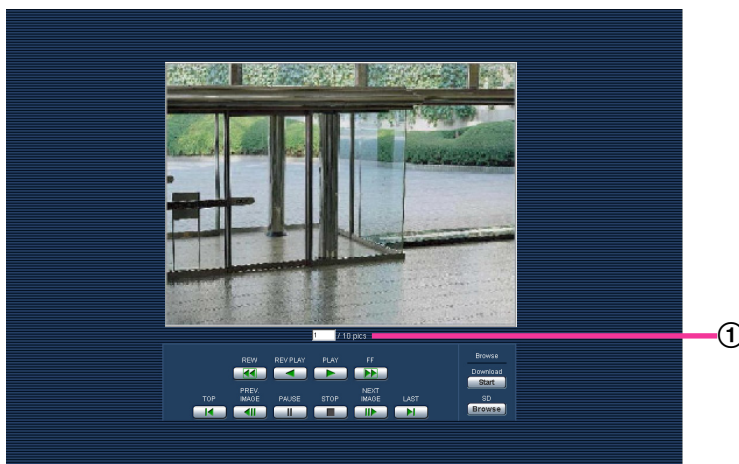 1 / 10 pics
①
REW REV.PLAY PLAY FF
Browse
Download
Start
TOP PREV. IMAGE PAUSE STOP NEXT IMAGE LAST
SD
Browse